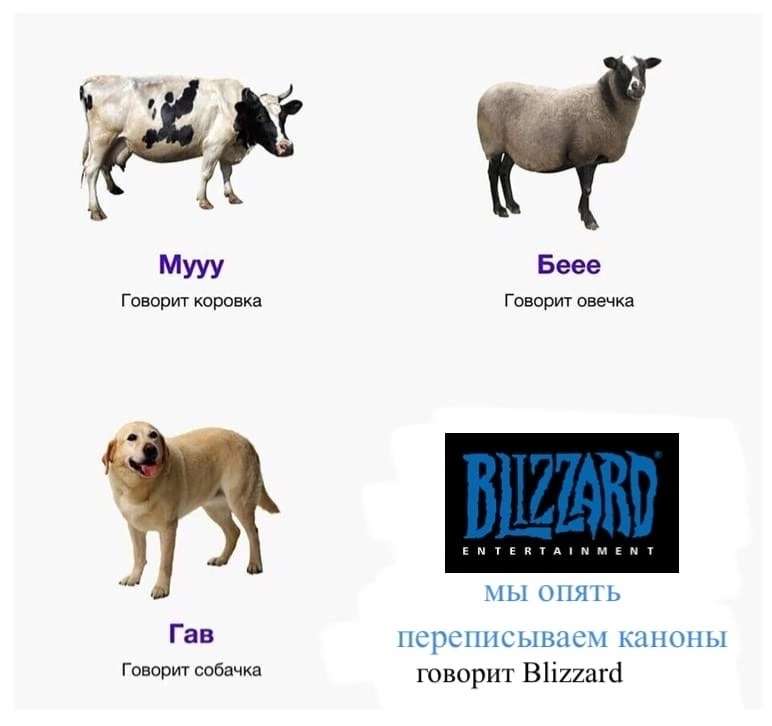 Мууу
Говорит коровка
Беее
Говорит овечка
Гав
Говорит собачка
BLIZZARD®
ENTERTAINMENT
мы опять
переписываем каноны
говорит Blizzard